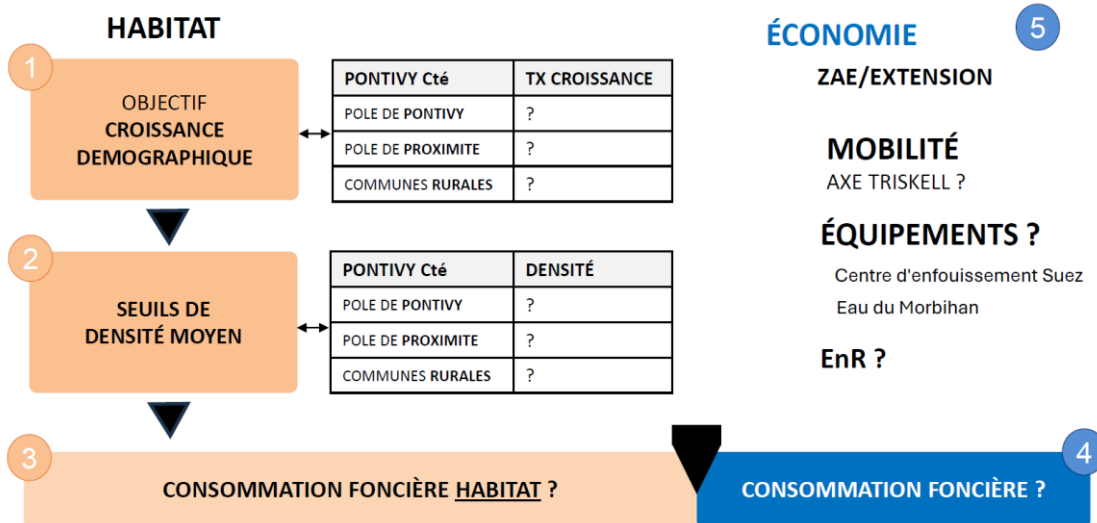 HABITAT
1
OBJECTIF
CROISSANCE
DEMOGRAPHIQUE
PONTIVY Cté TX CROISSANCE
POLE DE PONTIVY ?
POLE DE PROXIMITE ?
COMMUNES RURALES ?
2
SEUILS DE
DENSITÉ MOYEN
PONTIVY Cté DENSITÉ
POLE DE PONTIVY ?
POLE DE PROXIMITE ?
COMMUNES RURALES ?
3
CONSOMMATION FONCIÈRE HABITAT ?
ÉCONOMIE
5
ZAE/EXTENSION
MOBILITÉ
AXE TRISKELL ?
ÉQUIPEMENTS ?
Centre d'enfouissement Suez
Eau du Morbihan
EnR ?
4
CONSOMMATION FONCIÈRE ?